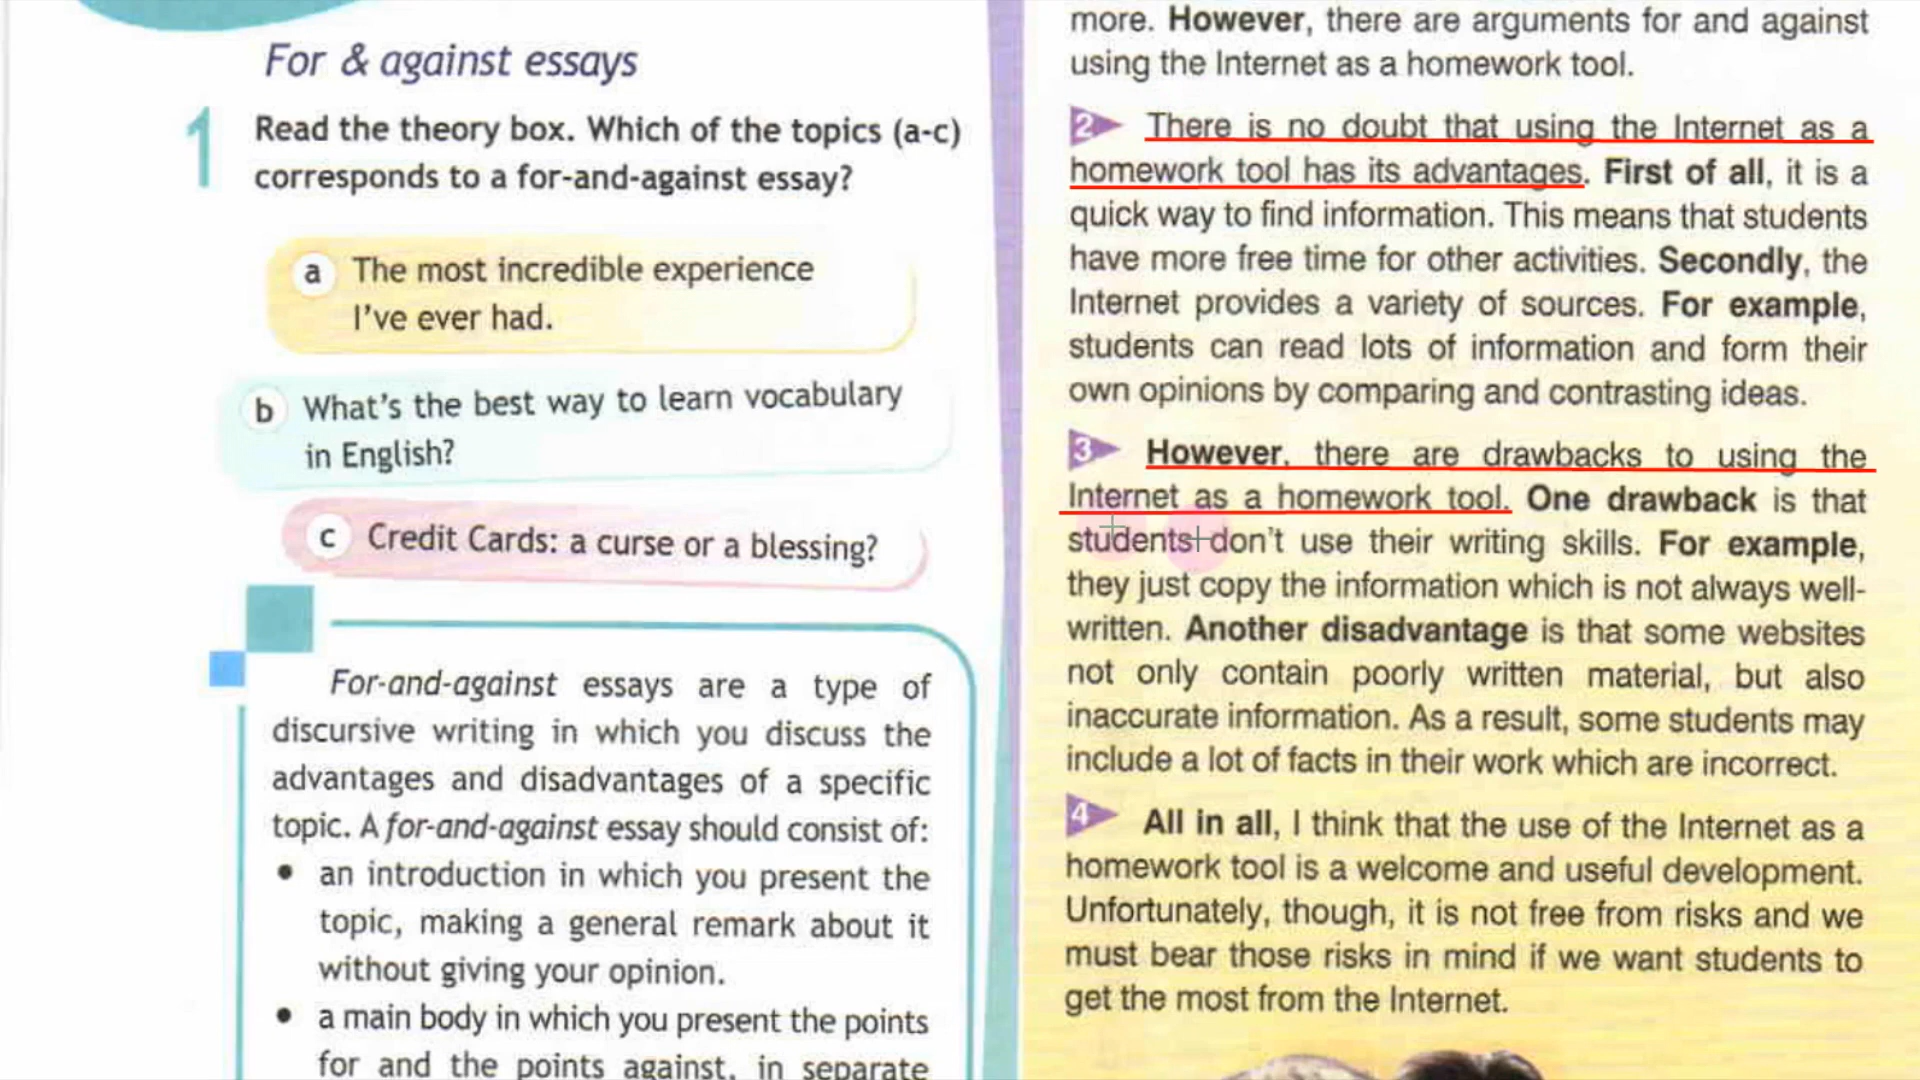 For & against essays
1
Read the theory box. Which of the topics (a-c)
corresponds to a for-and-against essay?
a
The most incredible experience
I've ever had.
b
What's the best way to learn vocabulary
in English?
c
Credit Cards: a curse or a blessing?
For-and-against essays are a type of
discursive writing in which you discuss the
advantages and disadvantages of a specific
topic. A for-and-against essay should consist of:
• an introduction in which you present the
topic, making a general remark about it
without giving your opinion.
• a main body in which you present the points
for and the points against, in separate
more. However, there are arguments for and against
using the Internet as a homework tool.
2
There is no doubt that using the Internet as a
homework tool has its advantages. First of all, it is a
quick way to find information. This means that students
have more free time for other activities. Secondly, the
Internet provides a variety of sources. For example,
students can read lots of information and form their
own opinions by comparing and contrasting ideas.
3
However, there are drawbacks to using the
Internet as a homework tool. One drawback is that
students don't use their writing skills. For example,
they just copy the information which is not always well-
written. Another disadvantage is that some websites
not only contain poorly written material, but also
inaccurate information. As a result, some students may
include a lot of facts in their work which are incorrect.
4
All in all, I think that the use of the Internet as a
homework tool is a welcome and useful development.
Unfortunately, though, it is not free from risks and we
must bear those risks in mind if we want students to
get the most from the Internet.